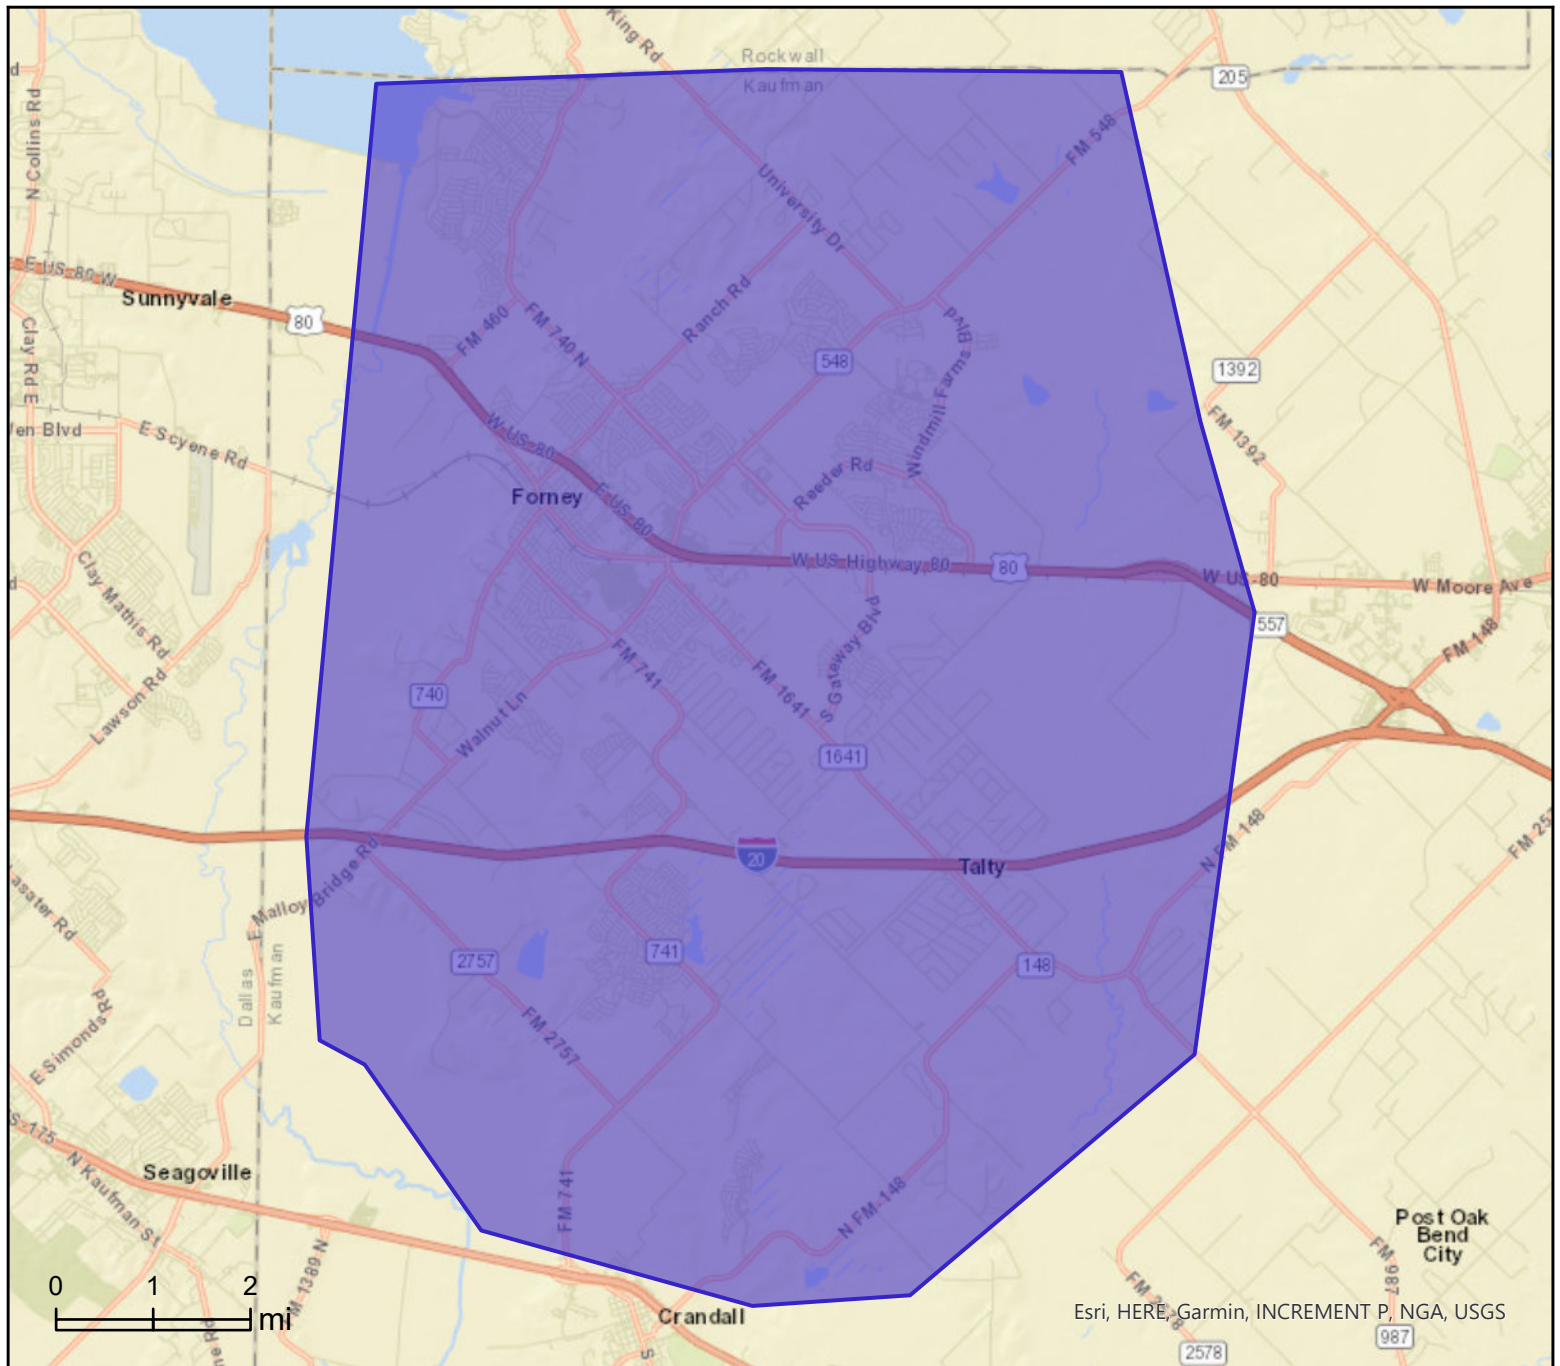 King Rd
Rockwall
Kaufman
205
N Collins Rd
FM 548
University Dr
E US-80 W
Sunnyvale
80
FM 460
FM 740 N
Ranch Rd
Blvd
Windmill Farms
548
1392
Clay Rd E
FM 1392
E Scyene Rd
W US-80
Forney
E US-80
Reeder Rd
W US Highway 80
80
W US-80
W Moore Ave
Clay Mathis Rd
557
FM 148
FM 741
S Gateway Blvd
FM 1641
Lawson Rd
740
Walnut Ln
1641
20
Talty
N FM 148
E Malloy Bridge Rd
2757
741
148
Dallas
Kaufman
E Simonds Rd
FM 2757
Seagoville
N Kaufman St
FM 741
N FM-148
Post Oak
Bend
City
FM 987
0 1 2
mi
Crandall
FM 2578
Esri, HERE, Garmin, INCREMENT P, NGA, USGS
2578
987